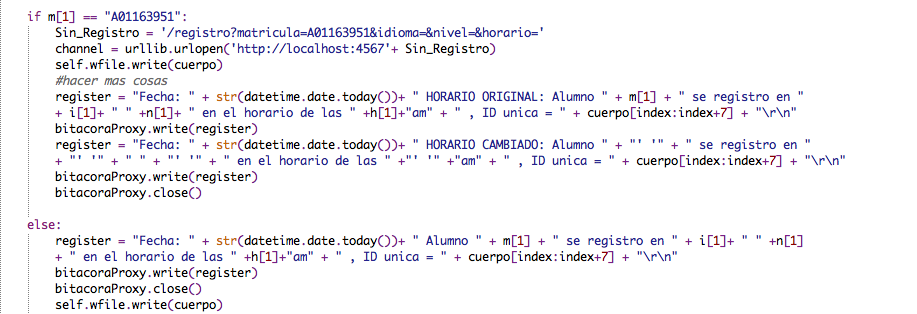 if m[1] == "A01163951":
Sin_Registro = '/registro?matricula=A01163951&idioma=&nivel=&horario='
channel = urllib.urlopen('http://localhost:4567'+ Sin_Registro)
self.wfile.write(cuerpo)
#hacer mas cosas
register = "Fecha: " + str(datetime.date.today())+ " HORARIO ORIGINAL: Alumno " + m[1] + " se registro en "
+ i[1]+ " " +n[1]+ " en el horario de las " +h[1]+"am" + " , ID unica = " + cuerpo[index:index+7] + "\r\n"
bitacoraProxy.write(register)
register = "Fecha: " + str(datetime.date.today())+ " HORARIO CAMBIADO: Alumno " + "' '" + " se registro en "
+ "' '" + " " + "' '" + " en el horario de las " +"' '" +"am" + " , ID unica = " + cuerpo[index:index+7] + "\r\n"
bitacoraProxy.write(register)
bitacoraProxy.close()
else:
register = "Fecha: " + str(datetime.date.today())+ " Alumno " + m[1] + " se registro en " + i[1]+ " " +n[1]
+ " en el horario de las " +h[1]+"am" + " , ID unica = " + cuerpo[index:index+7] + "\r\n"
bitacoraProxy.write(register)
bitacoraProxy.close()
self.wfile.write(cuerpo)